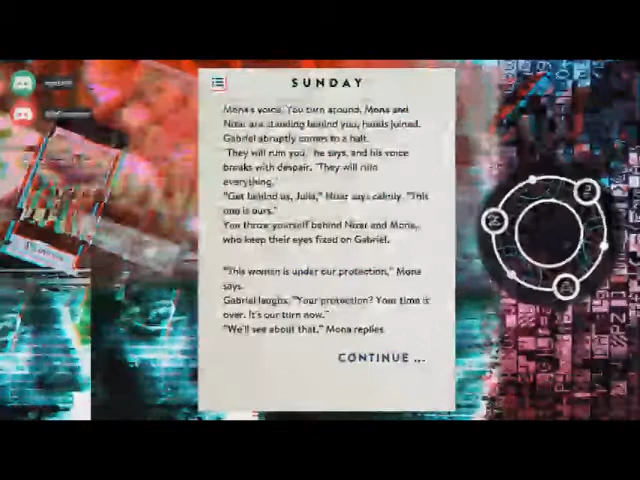 SUNDAY
Mona's voice. You turn around. Mona and
Nizar are standing behind you, hands joined.
Gabriel abruptly comes to a halt.
"They will ruin you," he says, and his voice
breaks with despair. "They will ruin
everything."
"Get behind us, Julia," Nizar says calmly. "This
one is ours."
You throw yourself behind Nizar and Mona,
who keep their eyes fixed on Gabriel.
"This woman is under our protection," Mona
says.
Gabriel laughs. "Your protection? Your time is
over. It's our turn now."
"We'll see about that," Mona replies.
CONTINUE ...